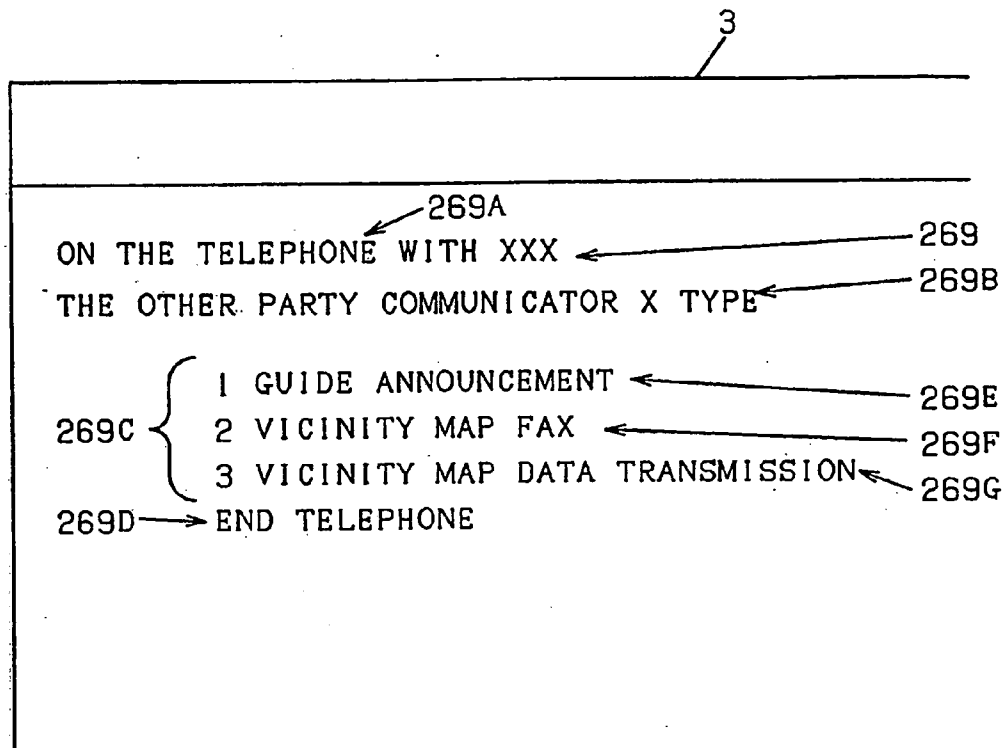 3
269A
ON THE TELEPHONE WITH XXX 269
THE OTHER PARTY COMMUNICATOR X TYPE 269B
1 GUIDE ANNOUNCEMENT 269E
269C 2 VICINITY MAP FAX 269F
3 VICINITY MAP DATA TRANSMISSION 269G
269D END TELEPHONE